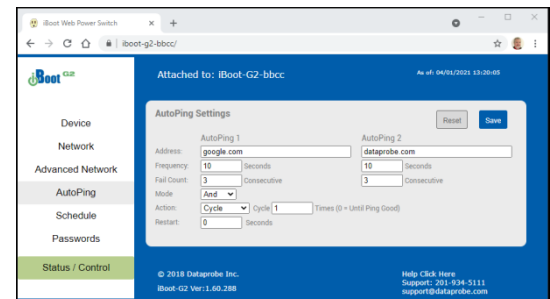 iBoot Web Power Switch
iboot-g2-bbcc/
iBoot G2
Attached to: iBoot-G2-bbcc
As of: 04/01/2021 13:20:05
Device
Network
Advanced Network
AutoPing
Schedule
Passwords
Status / Control
AutoPing Settings
Reset
Save
AutoPing 1
AutoPing 2
Address:
google.com
dataprobe.com
Frequency:
10
Seconds
10
Seconds
Fail Count:
3
Consecutive
3
Consecutive
Mode
And
Action:
Cycle
Cycle
1
Times (0 = Until Ping Good)
Restart:
0
Seconds
© 2018 Dataprobe Inc.
iBoot-G2 Ver:1.60.288
Help Click Here
Support: 201-934-5111
support@dataprobe.com